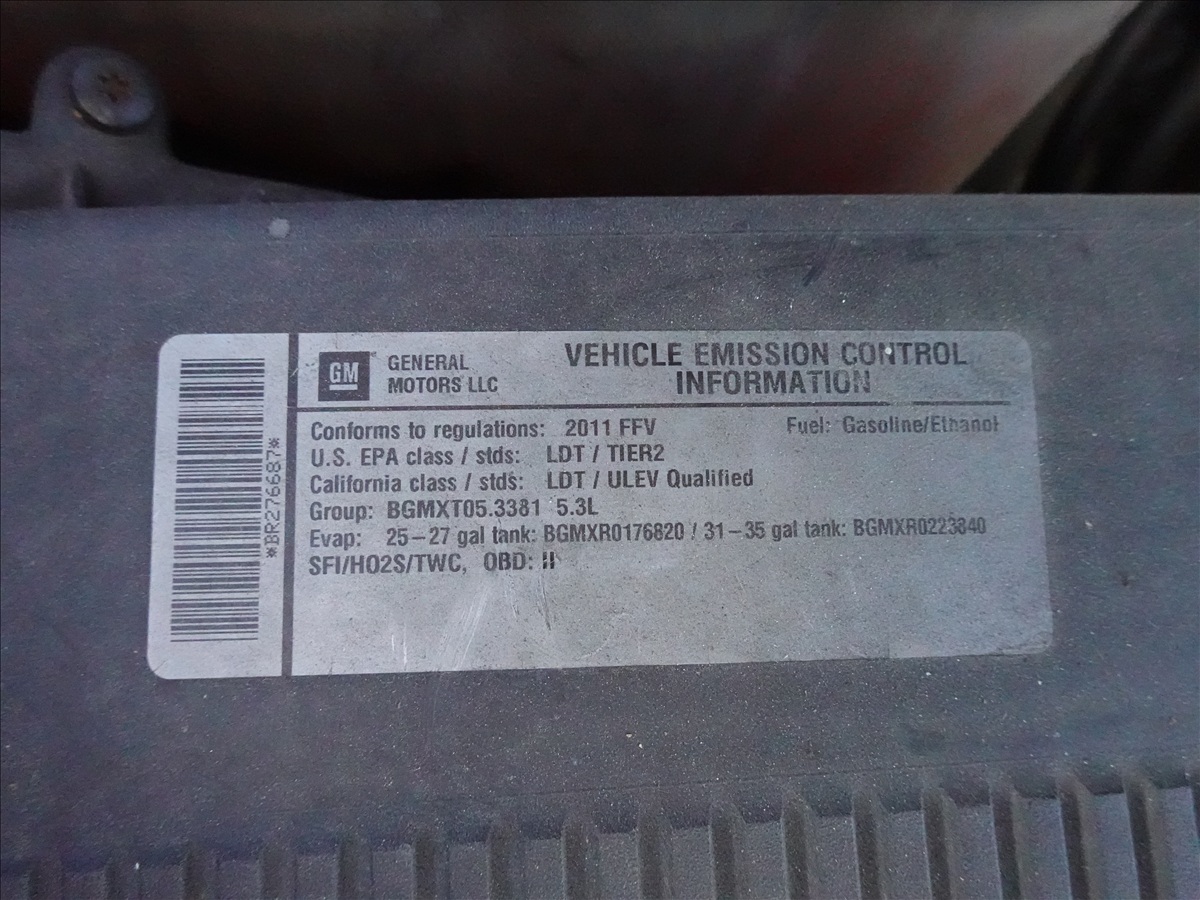 GM GENERAL MOTORS LLC
VEHICLE EMISSION CONTROL
INFORMATION
Conforms to regulations: 2011 FFV Fuel: Gasoline/Ethanol
U.S. EPA class / stds: LDT / TIER2
California class / stds: LDT / ULEV Qualified
Group: BGMXT05.3381 5.3L
Evap: 25-27 gal tank: BGMXR0176820 / 31-35 gal tank: BGMXR0223840
SFI/HO2S/TWC, OBD: II
*BR276687*